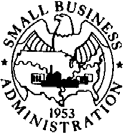 SMALL BUSINESS
ADMINISTRATION
1953